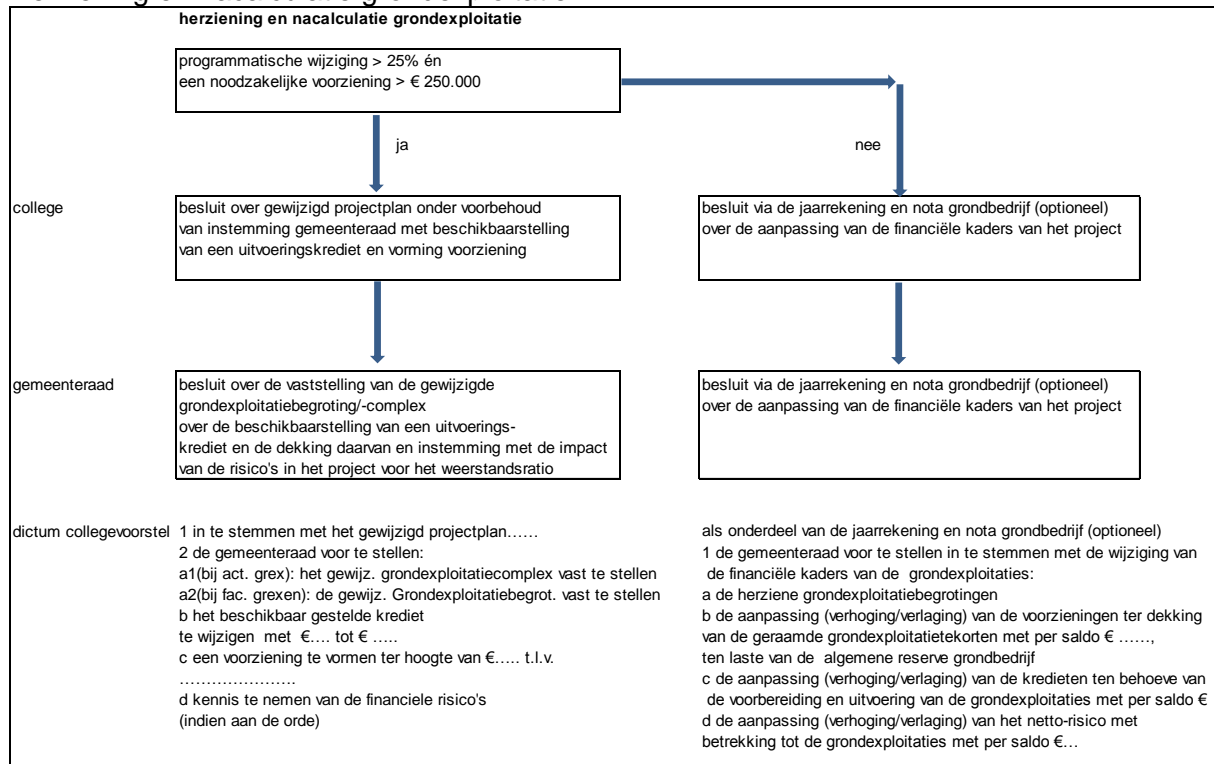 herziening en nacalculatie grondexploitatie
programmatische wijziging > 25% én
een noodzakelijke voorziening > € 250.000
ja
nee
college
besluit over gewijzigd projectplan onder voorbehoud
van instemming gemeenteraad met beschikbaarstelling
van een uitvoeringskrediet en vorming voorziening
besluit via de jaarrekening en nota grondbedrijf (optioneel)
over de aanpassing van de financiële kaders van het project
gemeenteraad
besluit over de vaststelling van de gewijzigde
grondexploitatiebegroting/-complex
over de beschikbaarstelling van een uitvoerings-
krediet en de dekking daarvan en instemming met de impact
van de risico's in het project voor het weerstandsratio
besluit via de jaarrekening en nota grondbedrijf (optioneel)
over de aanpassing van de financiële kaders van het project
dictum collegevoorstel
1 in te stemmen met het gewijzigd projectplan……
2 de gemeenteraad voor te stellen:
a1(bij act. grex): het gewijz. grondexploitatiecomplex vast te stellen
a2(bij fac. grexen): de gewijz. Grondexploitatiebegrot. vast te stellen
b het beschikbaar gestelde krediet
te wijzigen met €…. tot € …..
c een voorziening te vormen ter hoogte van €….. t.l.v.
………………….
d kennis te nemen van de financiele risico's
(indien aan de orde)
als onderdeel van de jaarrekening en nota grondbedrijf (optioneel)
1 de gemeenteraad voor te stellen in te stemmen met de wijziging van
de financiële kaders van de grondexploitaties:
a de herziene grondexploitatiebegrotingen
b de aanpassing (verhoging/verlaging) van de voorzieningen ter dekking
van de geraamde grondexploitatietekorten met per saldo € ……,
ten laste van de algemene reserve grondbedrijf
c de aanpassing (verhoging/verlaging) van de kredieten ten behoeve van
de voorbereiding en uitvoering van de grondexploitaties met per saldo €
d de aanpassing (verhoging/verlaging) van het netto-risico met
betrekking tot de grondexploitaties met per saldo €…